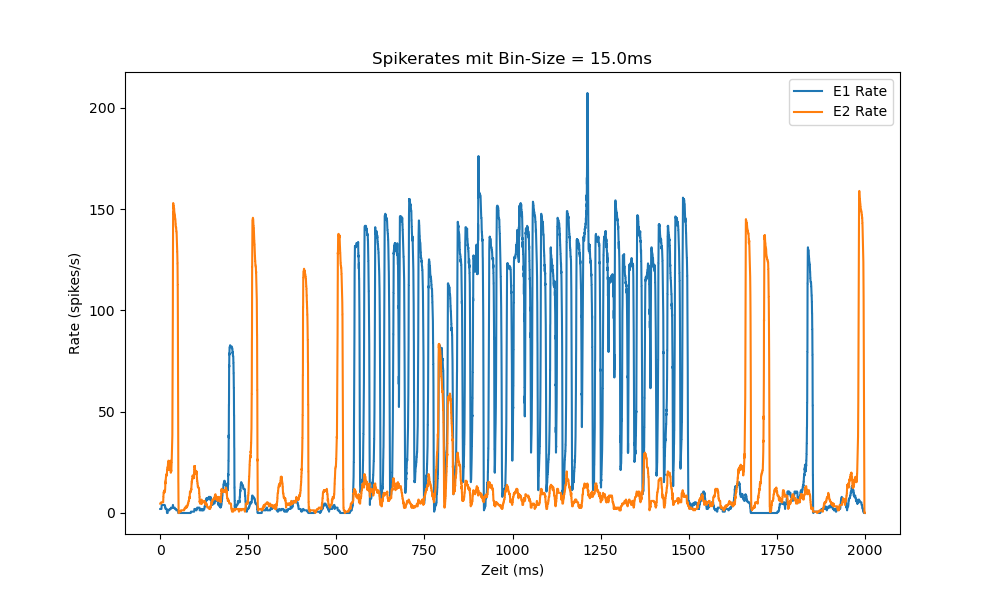 Spikerates mit Bin-Size = 15.0ms
E1 Rate
E2 Rate
Rate (spikes/s)
200
150
100
50
0
0 250 500 750 1000 1250 1500 1750 2000
Zeit (ms)